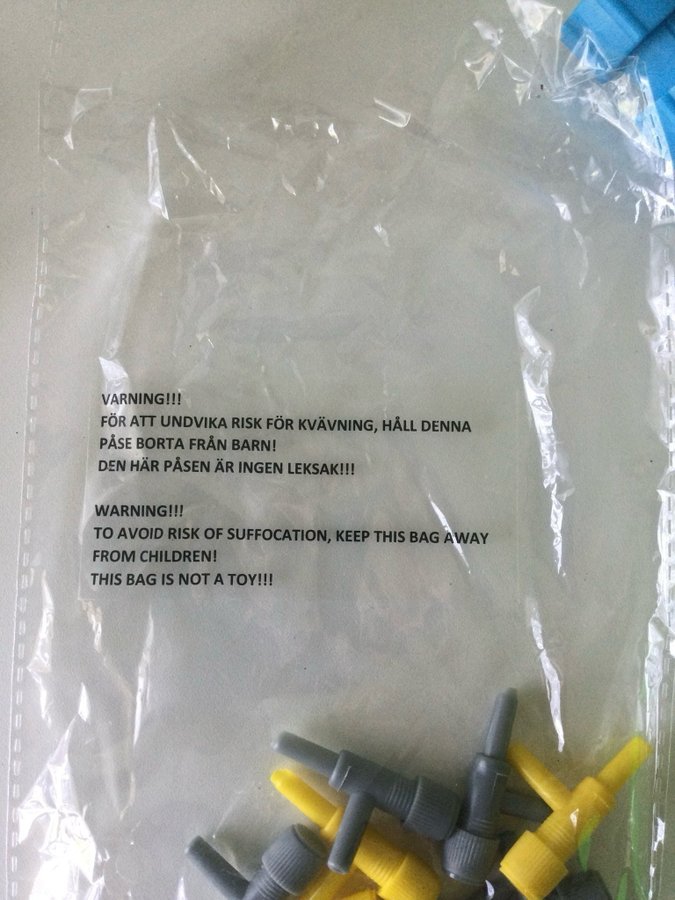 VARNING!!!
FÖR ATT UNDVIKA RISK FÖR KVÄVNING, HÅLL DENNA
PÅSE BORTA FRÅN BARN!
DEN HÄR PÅSEN ÄR INGEN LEKSAK!!!
WARNING!!!
TO AVOID RISK OF SUFFOCATION, KEEP THIS BAG AWAY
FROM CHILDREN!
THIS BAG IS NOT A TOY!!!